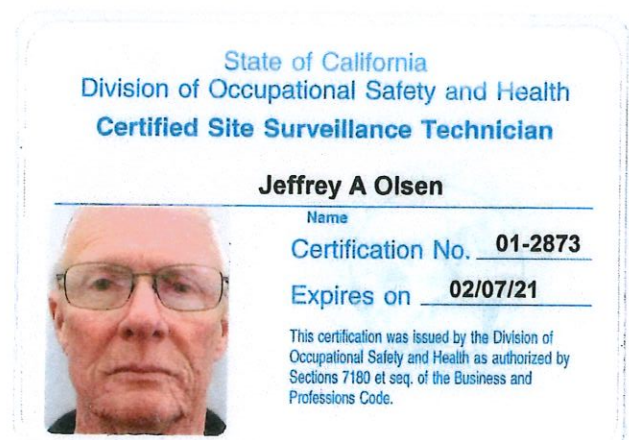 State of California
Division of Occupational Safety and Health
Certified Site Surveillance Technician
Jeffrey A Olsen
Name
Certification No. 01-2873
Expires on 02/07/21
This certification was issued by the Division of
Occupational Safety and Health as authorized by
Sections 7180 et seq. of the Business and
Professions Code.